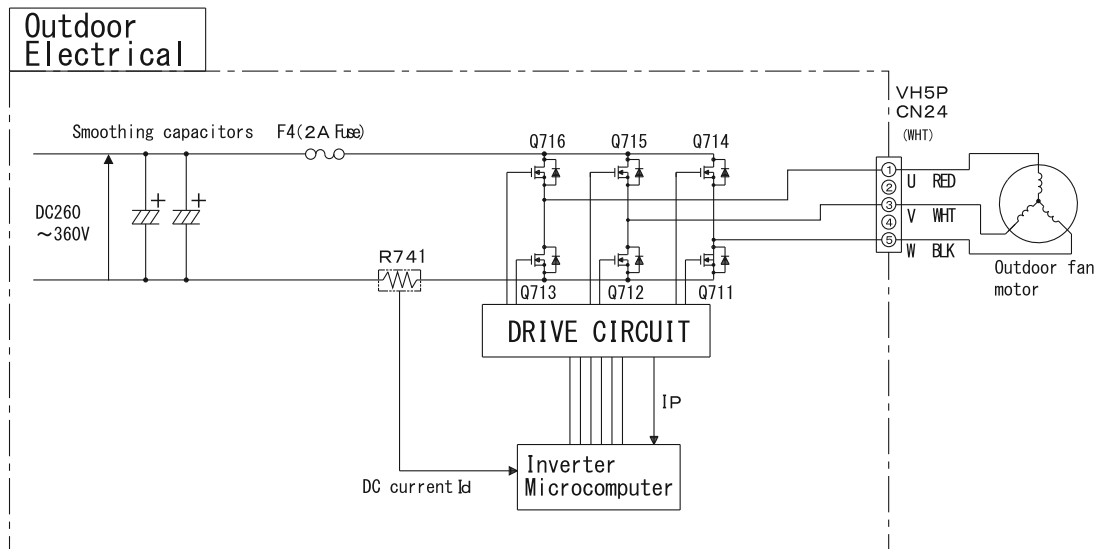 Outdoor
Electrical
VH5P
CN24
(WHT)
Smoothing capacitors
F4(2A Fuse)
Q716
Q715
Q714
DC260
～360V
+
+
①
②
③
④
⑤
U RED
V WHT
W BLK
R741
Q713
Q712
Q711
Outdoor fan
motor
DRIVE CIRCUIT
IP
DC current Id
Inverter
Microcomputer